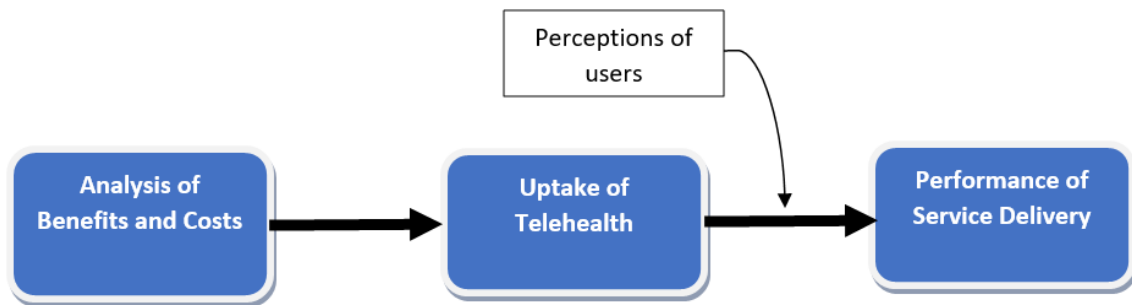 Perceptions of
users
Analysis of
Benefits and Costs
Uptake of
Telehealth
Performance of
Service Delivery